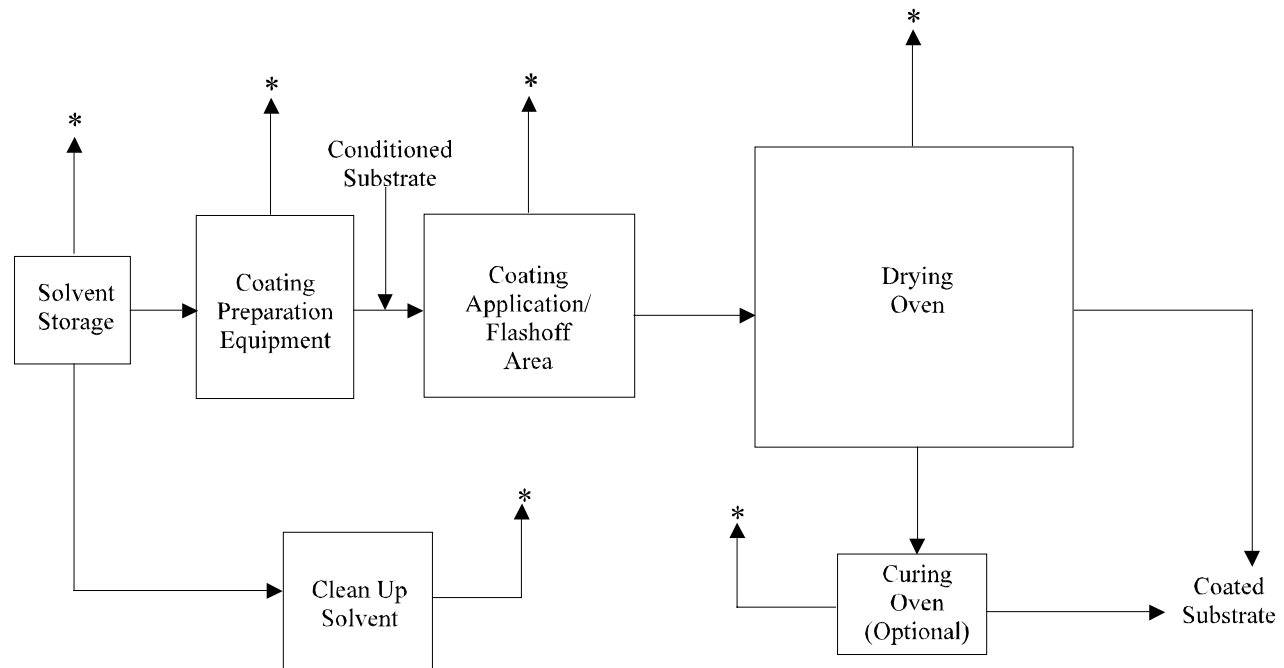 *
*
*
*
Conditioned
Substrate
Solvent
Storage
Coating
Preparation
Equipment
Coating
Application/
Flashoff
Area
Drying
Oven
*
*
Clean Up
Solvent
Curing
Oven
(Optional)
Coated
Substrate